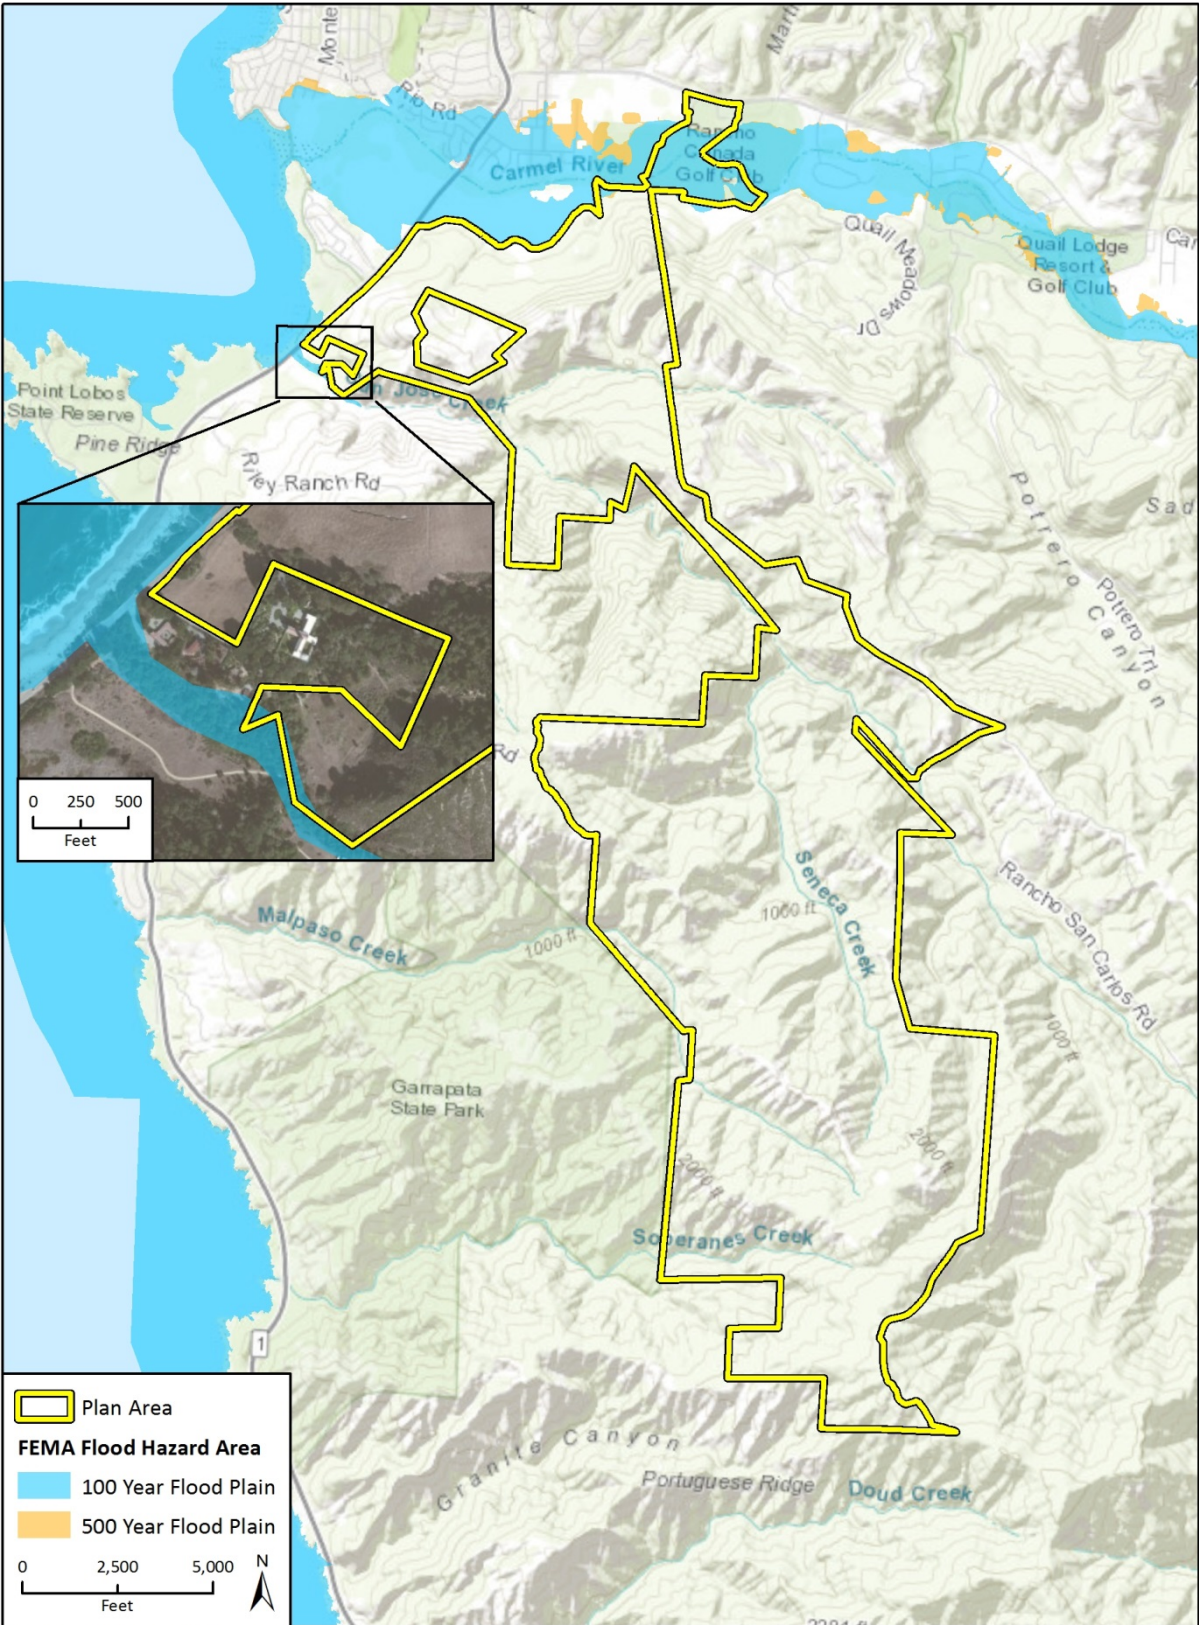 Monte
Rio Rd
Carmel River
Rancho
Canada
Golf Club
Quail Meadows Dr
Quail Lodge
Resort &
Golf Club
Point Lobos
State Reserve
Pine Ridge
Jose Creek
Riley Ranch Rd
Potrero Canyon
Potrero Trl
Rd
0 250 500
Feet
Seneca Creek
1000 ft
Rancho San Carlos Rd
Malpaso Creek
1000 ft
1000 ft
Garrapata
State Park
2000 ft
2000 ft
Soberanes Creek
1
Granite Canyon
Portuguese Ridge
Doud Creek
Plan Area
FEMA Flood Hazard Area
100 Year Flood Plain
500 Year Flood Plain
0 2,500 5,000
Feet
N